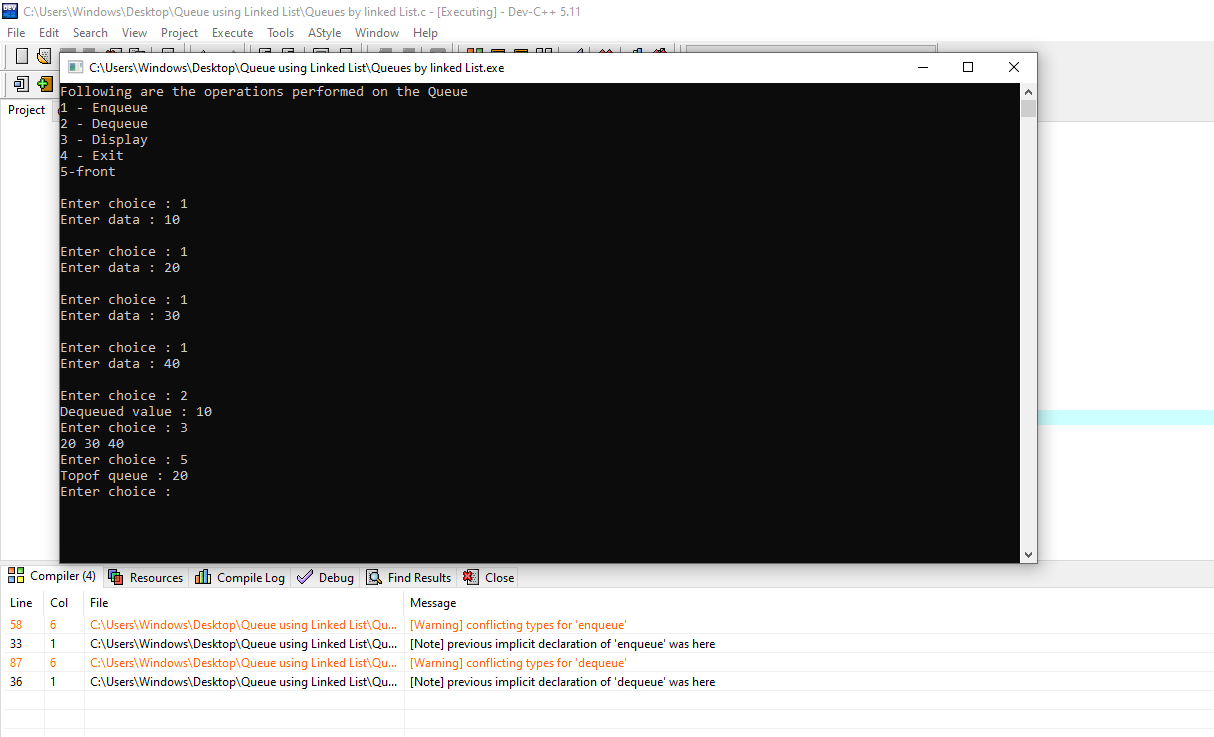 C:\Users\Windows\Desktop\Queue using Linked List\Queues by linked List.c - [Executing] - Dev-C++ 5.11
File Edit Search View Project Execute Tools AStyle Window Help
C:\Users\Windows\Desktop\Queue using Linked List\Queues by linked List.exe
Project
Following are the operations performed on the Queue
1 - Enqueue
2 - Dequeue
3 - Display
4 - Exit
5-front
Enter choice : 1
Enter data : 10
Enter choice : 1
Enter data : 20
Enter choice : 1
Enter data : 30
Enter choice : 1
Enter data : 40
Enter choice : 2
Dequeued value : 10
Enter choice : 3
20 30 40
Enter choice : 5
Topof queue : 20
Enter choice :
Compiler (4) Resources Compile Log Debug Find Results Close
Line Col File Message
58 6 C:\Users\Windows\Desktop\Queue using Linked List\Qu... [Warning] conflicting types for 'enqueue'
33 1 C:\Users\Windows\Desktop\Queue using Linked List\Qu... [Note] previous implicit declaration of 'enqueue' was here
87 6 C:\Users\Windows\Desktop\Queue using Linked List\Qu... [Warning] conflicting types for 'dequeue'
36 1 C:\Users\Windows\Desktop\Queue using Linked List\Qu... [Note] previous implicit declaration of 'dequeue' was here